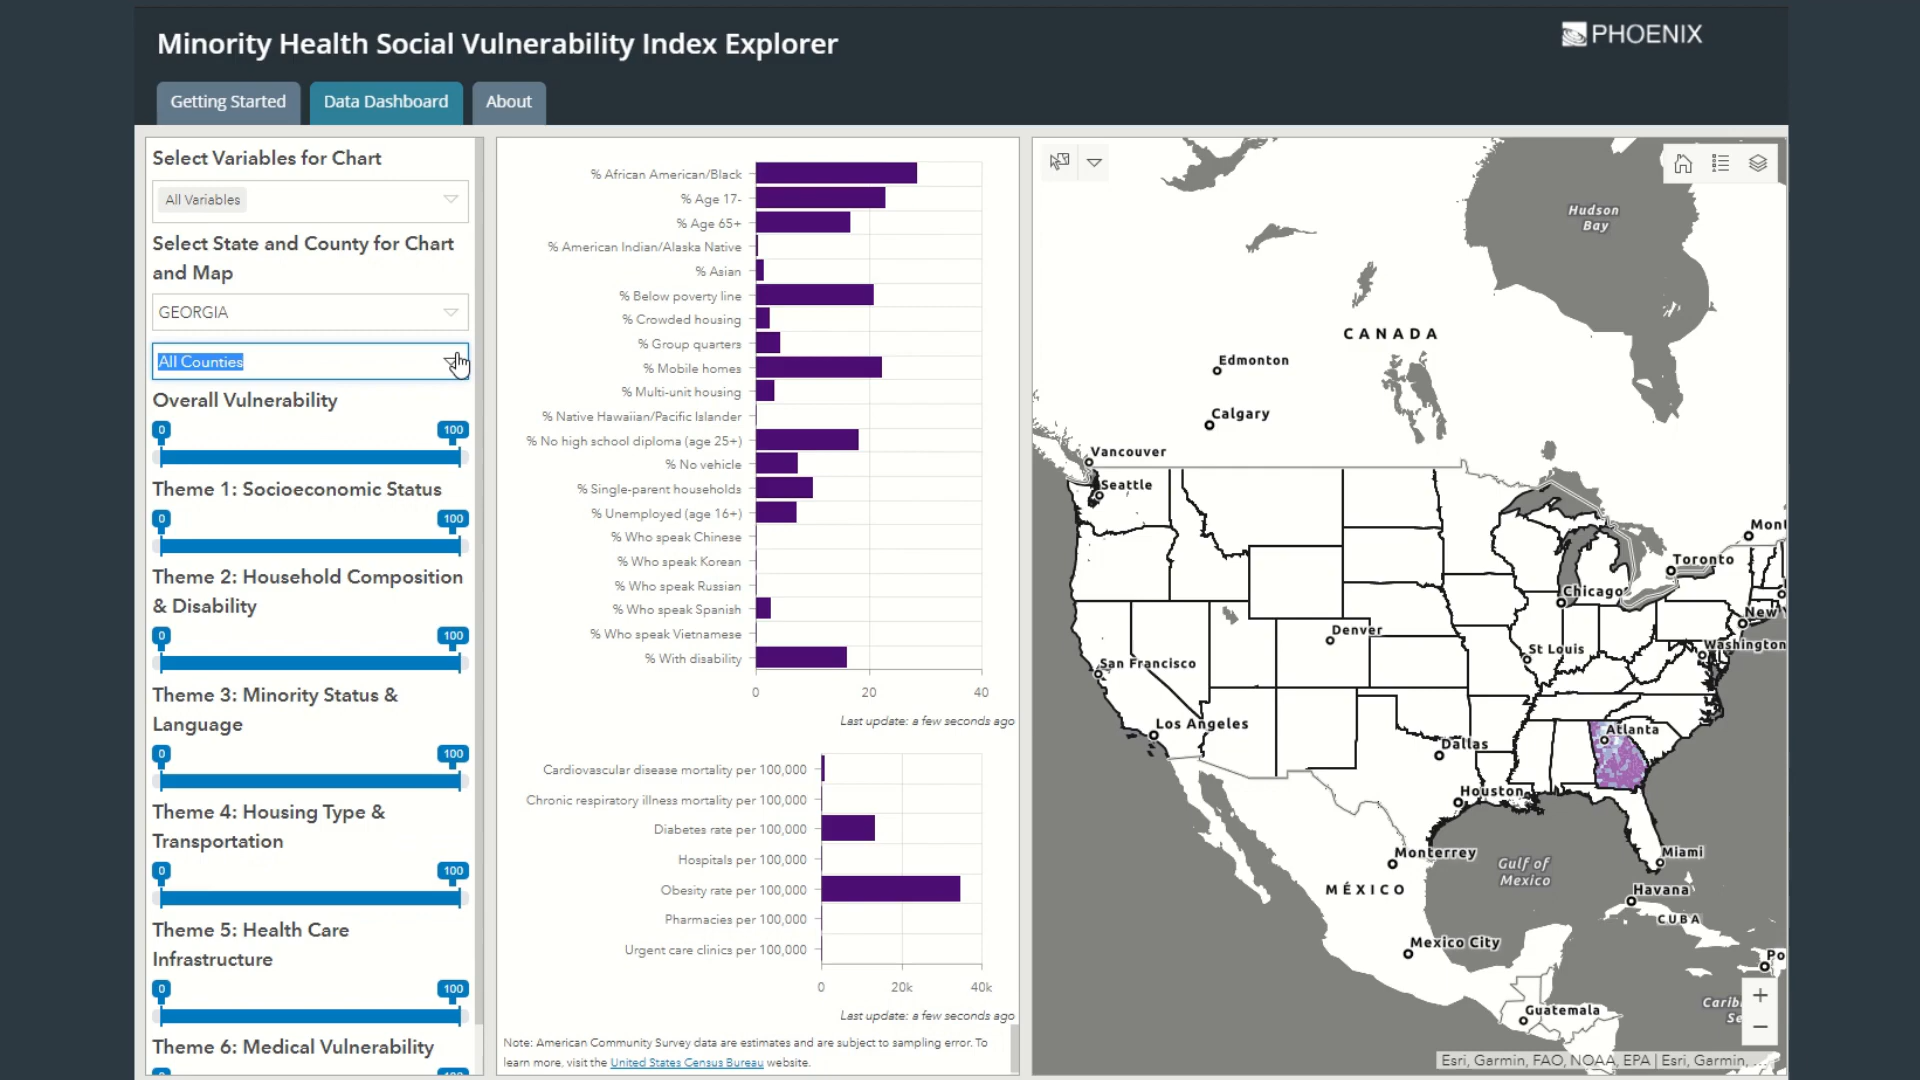 Minority Health Social Vulnerability Index Explorer
PHOENIX
Getting Started
Data Dashboard
About
Select Variables for Chart
All Variables
Select State and County for Chart
and Map
GEORGIA
All Counties
Overall Vulnerability
0
100
Theme 1: Socioeconomic Status
0
100
Theme 2: Household Composition
& Disability
0
100
Theme 3: Minority Status &
Language
0
100
Theme 4: Housing Type &
Transportation
0
100
Theme 5: Health Care
Infrastructure
0
100
Theme 6: Medical Vulnerability
0
100
% African American/Black
% Age 17-
% Age 65+
% American Indian/Alaska Native
% Asian
% Below poverty line
% Crowded housing
% Group quarters
% Mobile homes
% Multi-unit housing
% Native Hawaiian/Pacific Islander
% No high school diploma (age 25+)
% No vehicle
% Single-parent households
% Unemployed (age 16+)
% Who speak Chinese
% Who speak Korean
% Who speak Russian
% Who speak Spanish
% Who speak Vietnamese
% With disability
0 20 40
Last update: a few seconds ago
Cardiovascular disease mortality per 100,000
Chronic respiratory illness mortality per 100,000
Diabetes rate per 100,000
Hospitals per 100,000
Obesity rate per 100,000
Pharmacies per 100,000
Urgent care clinics per 100,000
0 20k 40k
Last update: a few seconds ago
Note: American Community Survey data are estimates and are subject to sampling error. To
learn more, visit the United States Census Bureau website.
Hudson
Bay
CANADA
Edmonton
Calgary
Vancouver
Seattle
Mont
Toronto
Chicago
New Y
Denver
Washington
St Louis
San Francisco
Los Angeles
Atlanta
Dallas
Houston
Monterrey
Gulf of
Mexico
Miami
MÉXICO
Havana
CUBA
Mexico City
Po
Carib
Se
Guatemala
+
−
Esri, Garmin, FAO, NOAA, EPA | Esri, Garmin, ...